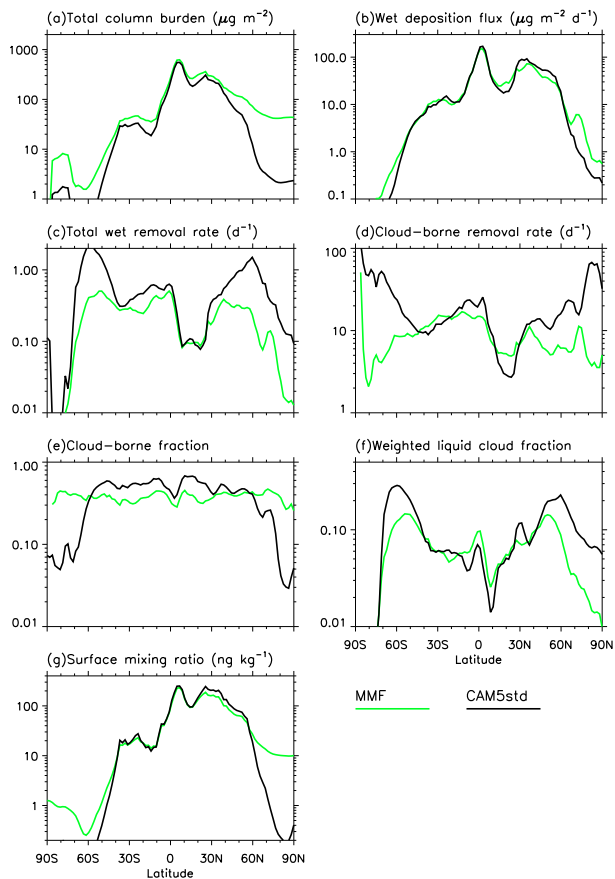 (a)Total column burden (μg m⁻²)
(b)Wet deposition flux (μg m⁻² d⁻¹)
1000
100
10
1
100.0
10.0
1.0
0.1
(c)Total wet removal rate (d⁻¹)
(d)Cloud-borne removal rate (d⁻¹)
1.00
0.10
0.01
100
10
1
(e)Cloud-borne fraction
(f)Weighted liquid cloud fraction
1.00
0.10
0.01
0.10
0.01
90S 60S 30S 0 30N 60N 90N
Latitude
(g)Surface mixing ratio (ng kg⁻¹)
MMF
CAM5std
100
10
1
90S 60S 30S 0 30N 60N 90N
Latitude